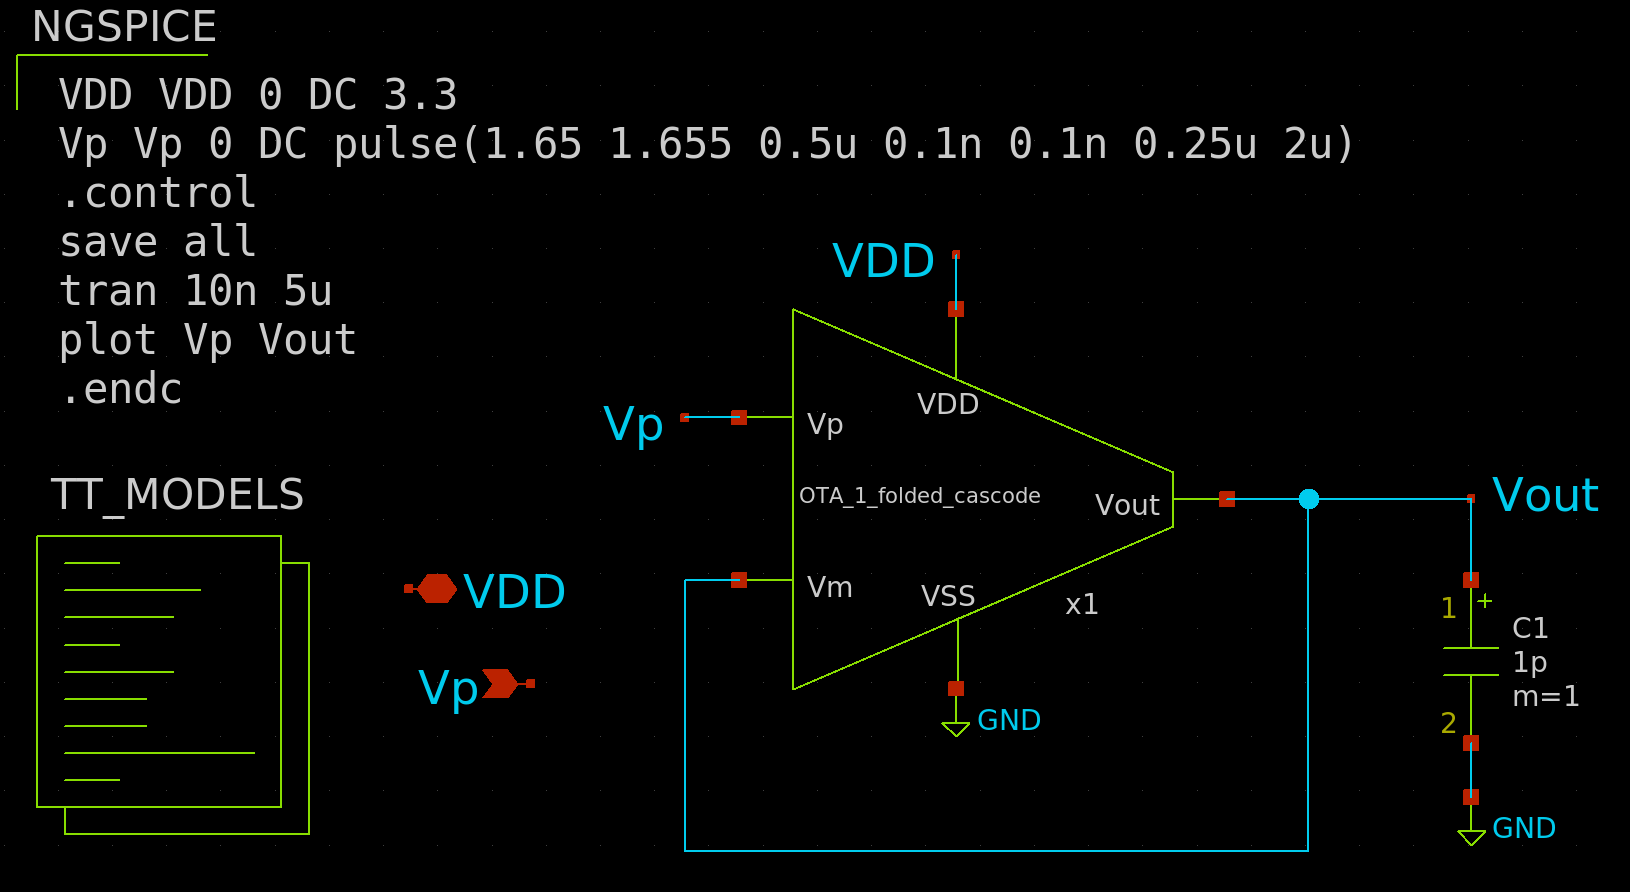 NGSPICE
VDD VDD 0 DC 3.3
Vp Vp 0 DC pulse(1.65 1.655 0.5u 0.1n 0.1n 0.25u 2u)
.control
save all
tran 10n 5u
plot Vp Vout
.endc
TT_MODELS
VDD
Vp
VDD
VDD
Vp
Vp
OTA_1_folded_cascode
Vout
Vout
Vm
VSS
x1
GND
1
+
C1
1p
m=1
2
GND